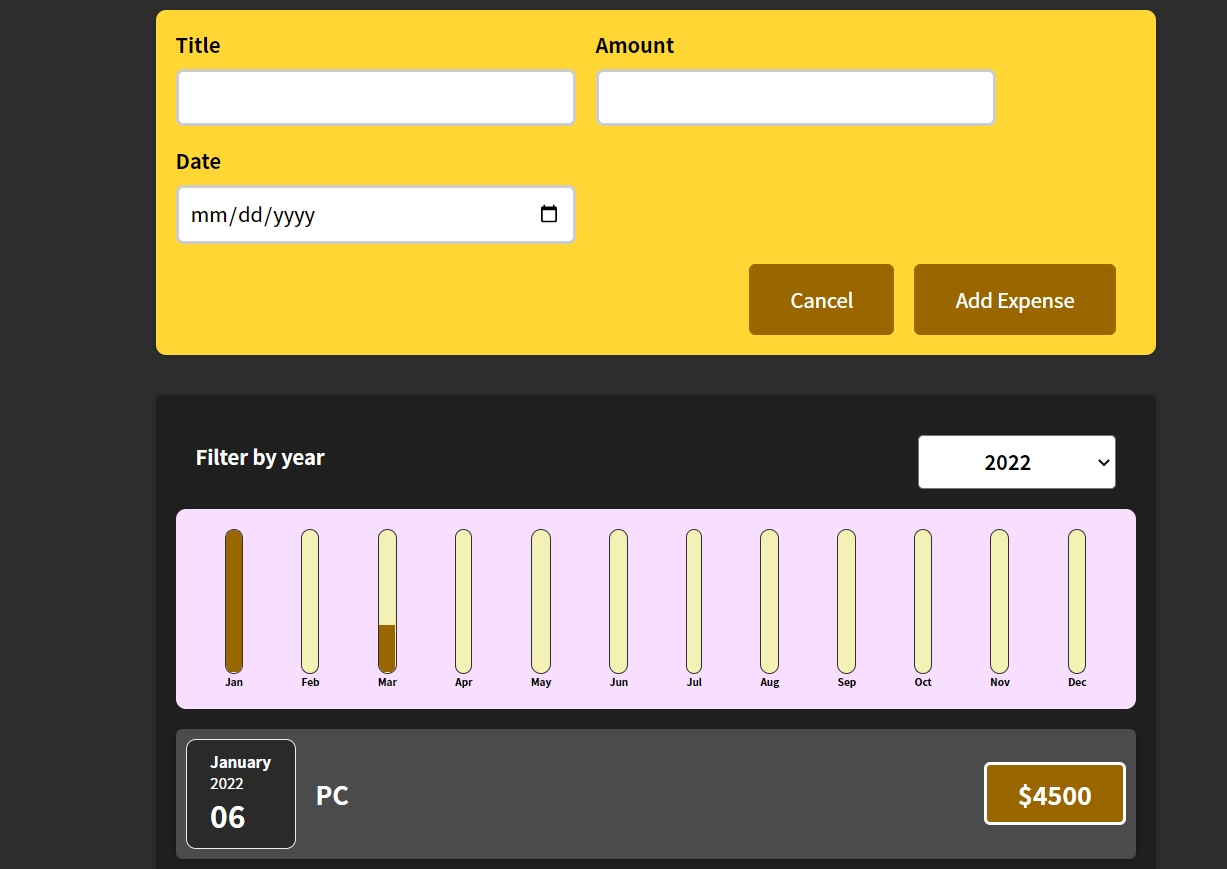 Title Amount
Date
mm/dd/yyyy
Cancel Add Expense
Filter by year 2022
Jan Feb Mar Apr May Jun Jul Aug Sep Oct Nov Dec
January
2022
06
PC
$4500